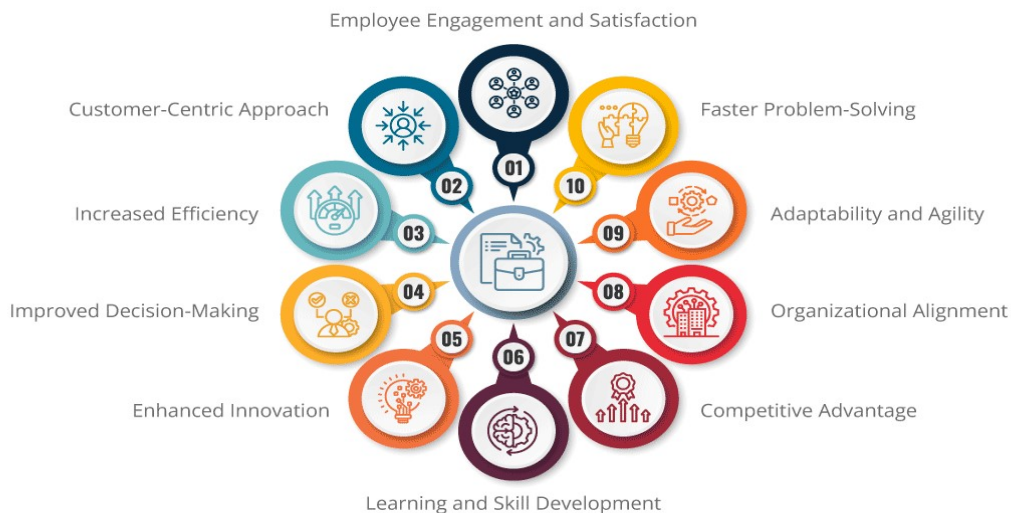 Employee Engagement and Satisfaction
01
Customer-Centric Approach
02
Increased Efficiency
03
Improved Decision-Making
04
Enhanced Innovation
05
Learning and Skill Development
06
Competitive Advantage
07
Organizational Alignment
08
Adaptability and Agility
09
Faster Problem-Solving
10